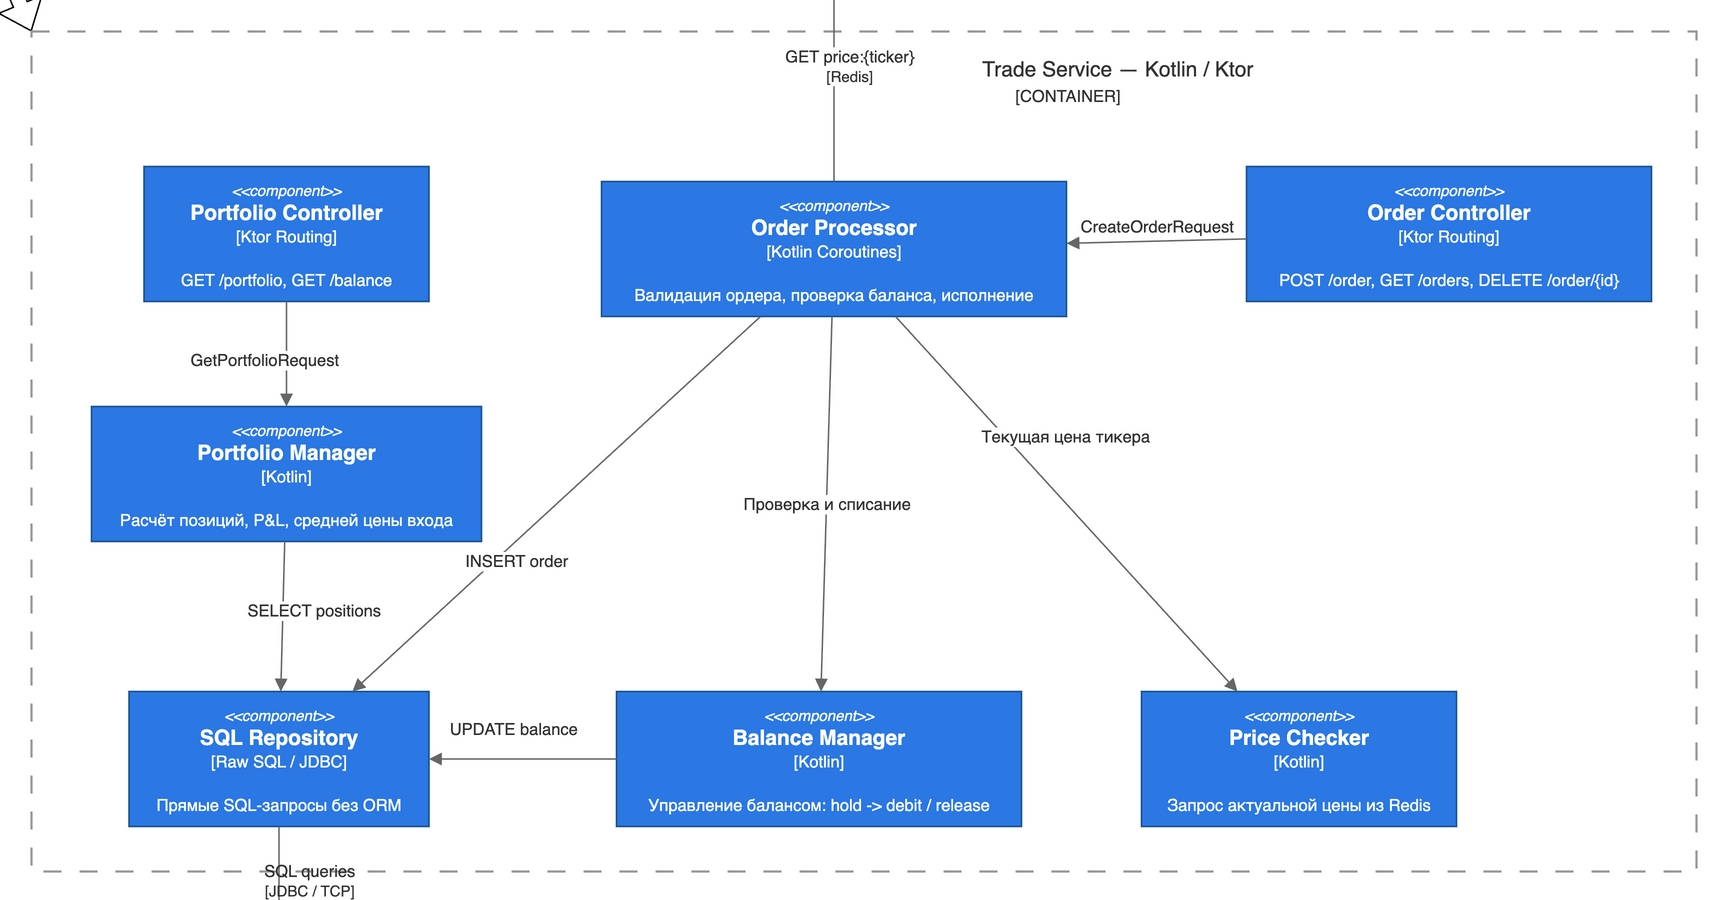 GET price:{ticker}
[Redis]
Trade Service — Kotlin / Ktor
[CONTAINER]
<<component>>
Portfolio Controller
[Ktor Routing]
GET /portfolio, GET /balance
<<component>>
Order Processor
[Kotlin Coroutines]
Валидация ордера, проверка баланса, исполнение
CreateOrderRequest
<<component>>
Order Controller
[Ktor Routing]
POST /order, GET /orders, DELETE /order/{id}
GetPortfolioRequest
<<component>>
Portfolio Manager
[Kotlin]
Расчёт позиций, P&L, средней цены входа
Текущая цена тикера
Проверка и списание
INSERT order
SELECT positions
<<component>>
SQL Repository
[Raw SQL / JDBC]
Прямые SQL-запросы без ORM
UPDATE balance
<<component>>
Balance Manager
[Kotlin]
Управление балансом: hold -> debit / release
<<component>>
Price Checker
[Kotlin]
Запрос актуальной цены из Redis
SQL queries
[JDBC / TCP]